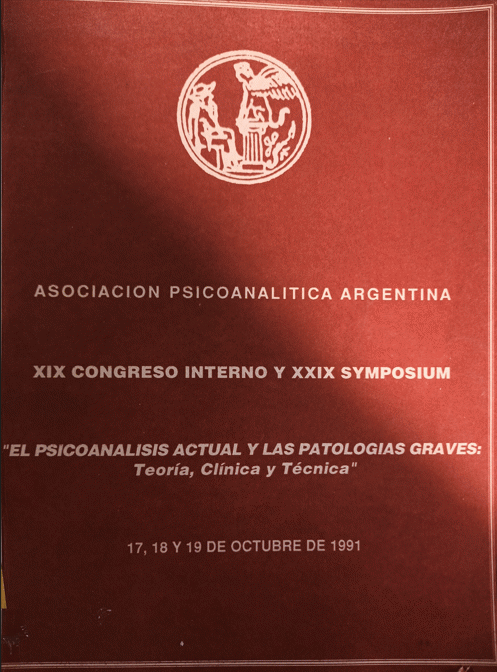 ASOCIACION PSICOANALITICA ARGENTINA
XIX CONGRESO INTERNO Y XXIX SYMPOSIUM
"EL PSICOANALISIS ACTUAL Y LAS PATOLOGIAS GRAVES:
Teoría, Clínica y Técnica"
17, 18 Y 19 DE OCTUBRE DE 1991